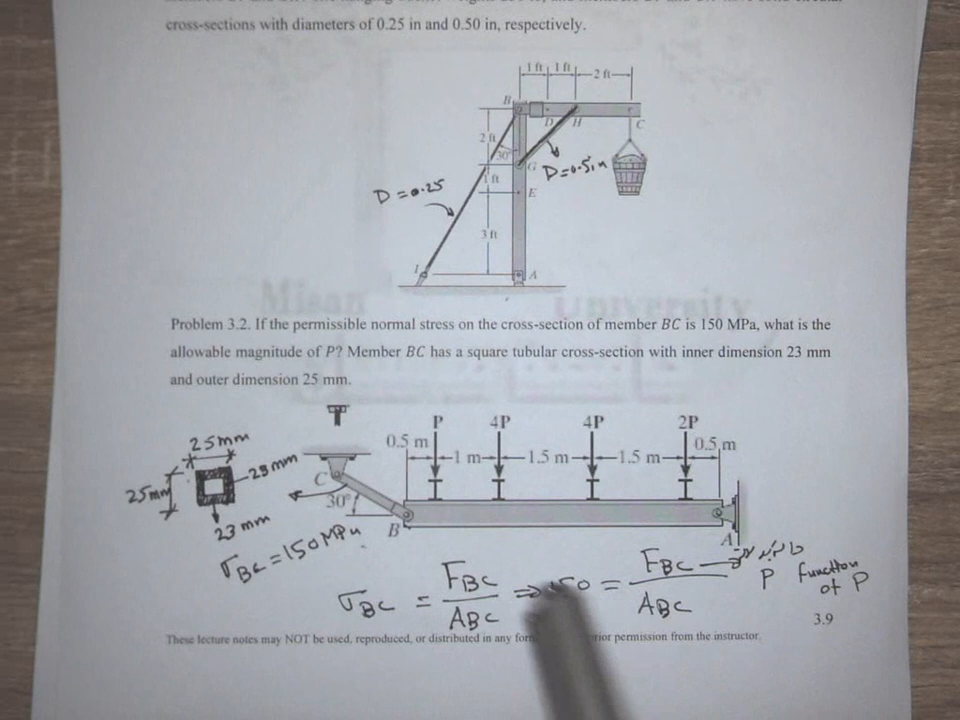 cross-sections with diameters of 0.25 in and 0.50 in, respectively.
1 ft 1 ft 2 ft
B
D H C
2 ft
30°
G D=0.5in
D=0.25
1 ft
E
3 ft
I A
Misan University
Problem 3.2. If the permissible normal stress on the cross-section of member BC is 150 MPa, what is the
allowable magnitude of P? Member BC has a square tubular cross-section with inner dimension 23 mm
and outer dimension 25 mm.
P 4P 4P 2P
25mm 0.5 m 0.5 m
1 m 1.5 m 1.5 m
23 mm
C
25mm
30°
23 mm B A
σBC = 150 MPa
σBC = FBC / ABC ⇒ 150 = FBC / ABC
P function
of P
3.9
These lecture notes may NOT be used, reproduced, or distributed in any permission from the instructor.